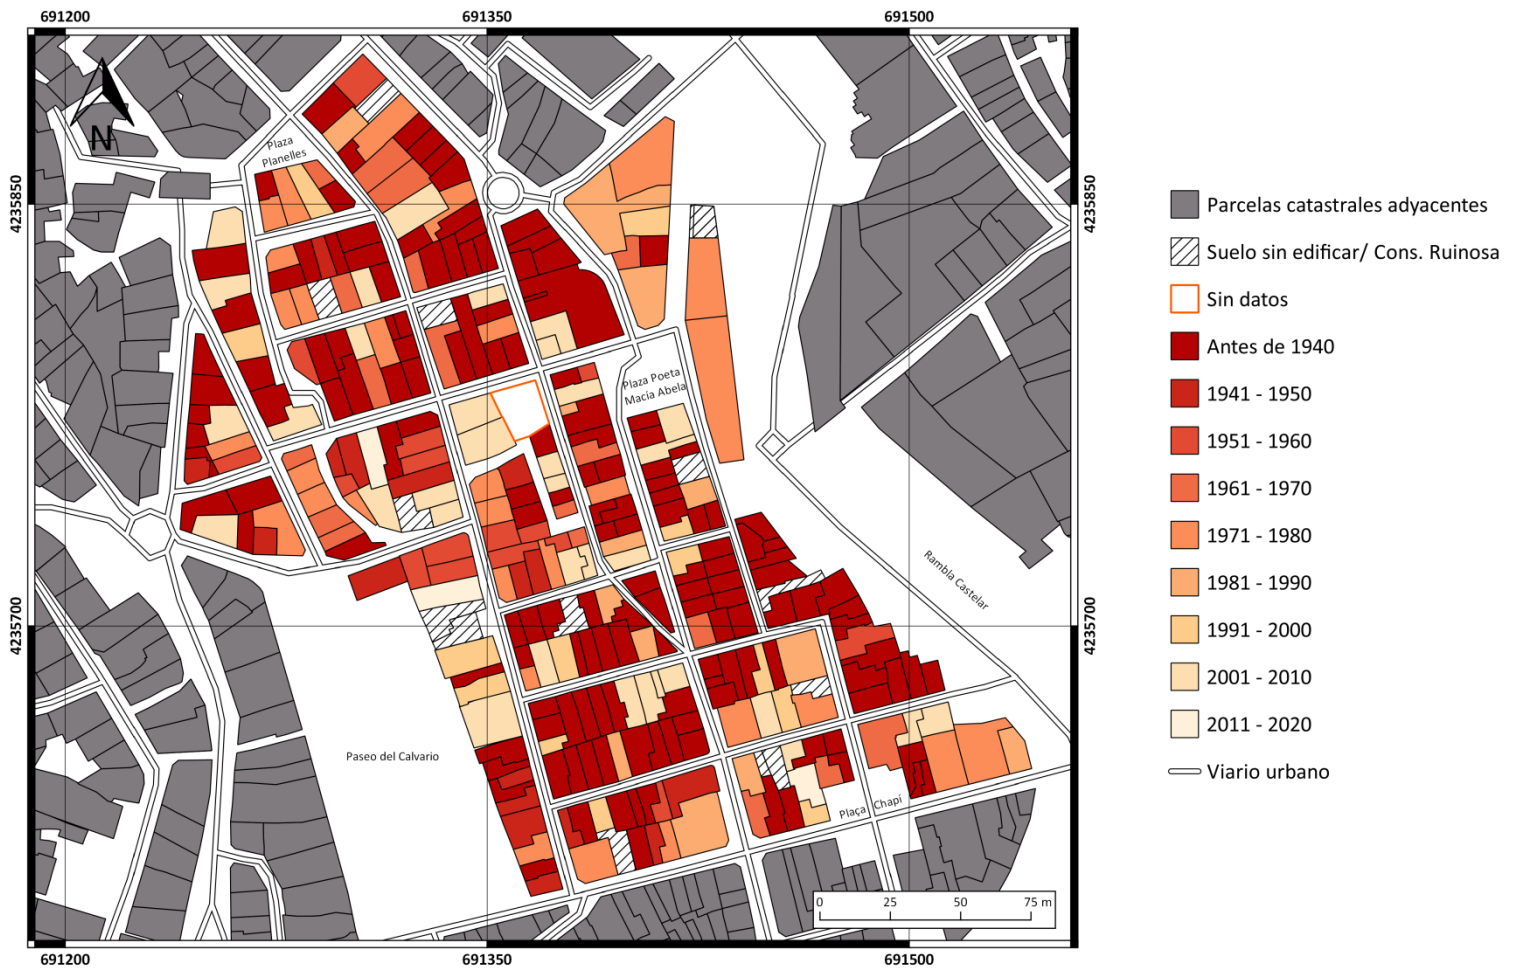 691200
691350
691500
N
Plaza
Planelles
4235850
4235850
Plaza Poeta
Macía Abela
Rambla Castelar
4235700
4235700
Paseo del Calvario
Plaça Chapí
0 25 50 75 m
691200
691350
691500
Parcelas catastrales adyacentes
Suelo sin edificar/ Cons. Ruinosa
Sin datos
Antes de 1940
1941 - 1950
1951 - 1960
1961 - 1970
1971 - 1980
1981 - 1990
1991 - 2000
2001 - 2010
2011 - 2020
Viario urbano